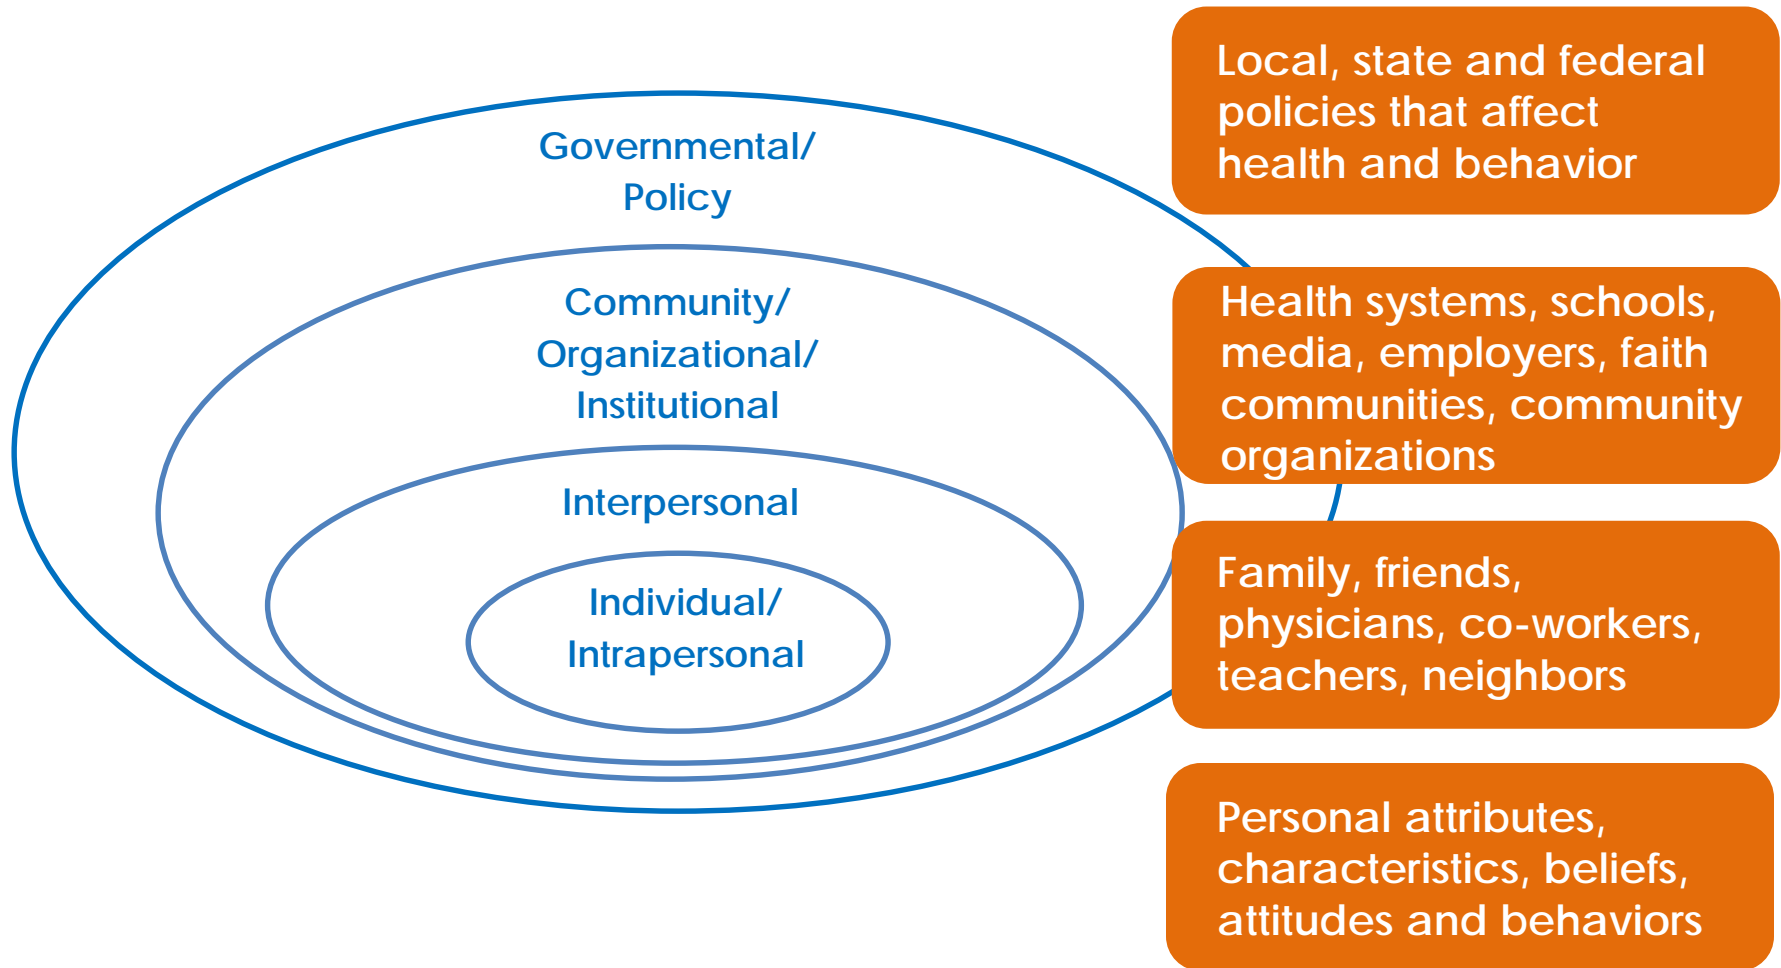 Governmental/
Policy
Community/
Organizational/
Institutional
Interpersonal
Individual/
Intrapersonal
Local, state and federal
policies that affect
health and behavior
Health systems, schools,
media, employers, faith
communities, community
organizations
Family, friends,
physicians, co-workers,
teachers, neighbors
Personal attributes,
characteristics, beliefs,
attitudes and behaviors